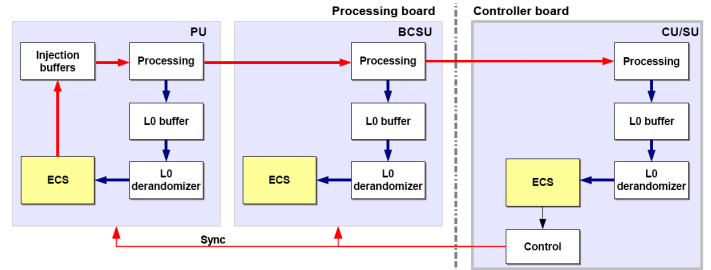 Processing board
Controller board
PU
BCSU
CU/SU
Injection
buffers
Processing
Processing
Processing
L0 buffer
L0 buffer
L0 buffer
ECS
L0
derandomizer
ECS
L0
derandomizer
ECS
L0
derandomizer
Sync
Control